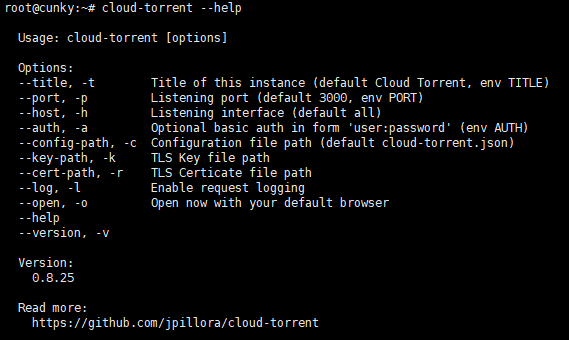 root@cunky:~# cloud-torrent --help
Usage: cloud-torrent [options]
Options:
--title, -t Title of this instance (default Cloud Torrent, env TITLE)
--port, -p Listening port (default 3000, env PORT)
--host, -h Listening interface (default all)
--auth, -a Optional basic auth in form 'user:password' (env AUTH)
--config-path, -c Configuration file path (default cloud-torrent.json)
--key-path, -k TLS Key file path
--cert-path, -r TLS Certicate file path
--log, -l Enable request logging
--open, -o Open now with your default browser
--help
--version, -v
Version:
0.8.25
Read more:
https://github.com/jpillora/cloud-torrent